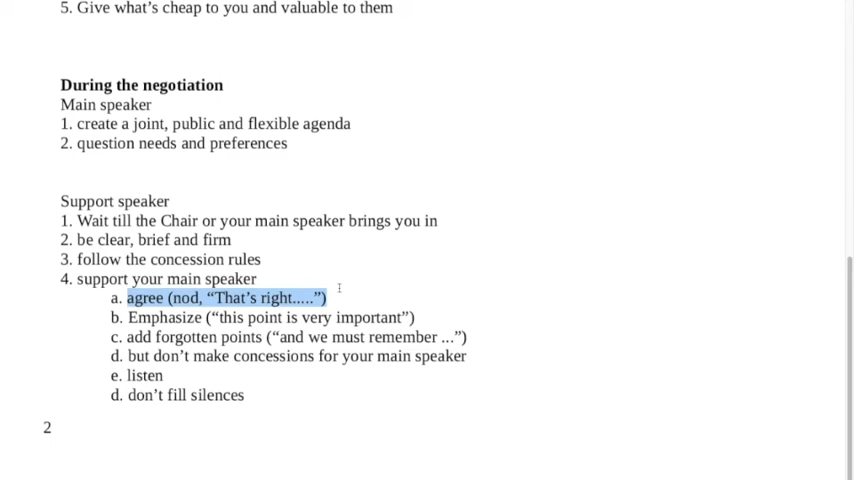 5. Give what’s cheap to you and valuable to them
During the negotiation
Main speaker
1. create a joint, public and flexible agenda
2. question needs and preferences
Support speaker
1. Wait till the Chair or your main speaker brings you in
2. be clear, brief and firm
3. follow the concession rules
4. support your main speaker
a. agree (nod, “That’s right.....”)
b. Emphasize (“this point is very important”)
c. add forgotten points (“and we must remember ...”)
d. but don’t make concessions for your main speaker
e. listen
d. don’t fill silences
2